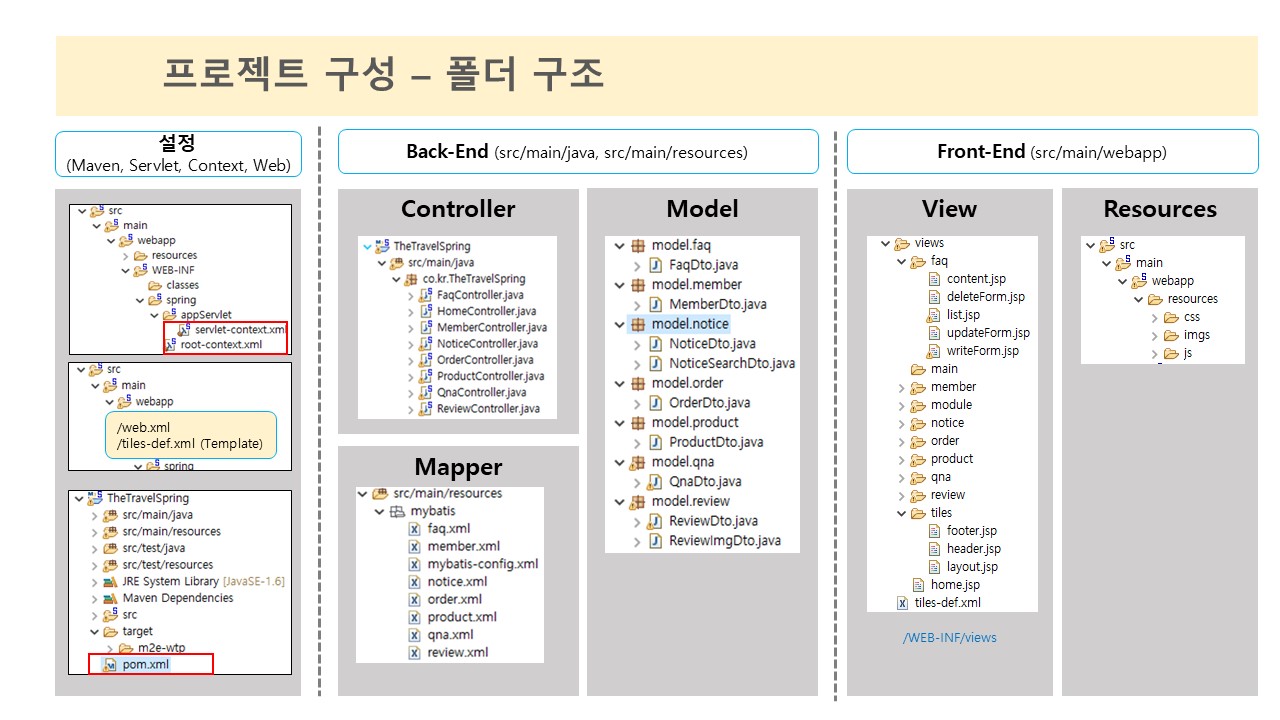 프로젝트 구성 – 폴더 구조
설정
(Maven, Servlet, Context, Web)
src
main
webapp
resources
WEB-INF
classes
spring
appServlet
servlet-context.xml
root-context.xml
src
main
webapp
/web.xml
/tiles-def.xml (Template)
spring
TheTravelSpring
src/main/java
src/main/resources
src/test/java
src/test/resources
JRE System Library [JavaSE-1.6]
Maven Dependencies
src
target
m2e-wtp
pom.xml
Back-End (src/main/java, src/main/resources)
Controller
TheTravelSpring
src/main/java
co.kr.TheTravelSpring
FaqController.java
HomeController.java
MemberController.java
NoticeController.java
OrderController.java
ProductController.java
QnaController.java
ReviewController.java
Mapper
src/main/resources
mybatis
faq.xml
member.xml
mybatis-config.xml
notice.xml
order.xml
product.xml
qna.xml
review.xml
Model
model.faq
FaqDto.java
model.member
MemberDto.java
model.notice
NoticeDto.java
NoticeSearchDto.java
model.order
OrderDto.java
model.product
ProductDto.java
model.qna
QnaDto.java
model.review
ReviewDto.java
ReviewImgDto.java
Front-End (src/main/webapp)
View
views
faq
content.jsp
deleteForm.jsp
list.jsp
updateForm.jsp
writeForm.jsp
main
member
module
notice
order
product
qna
review
tiles
footer.jsp
header.jsp
layout.jsp
home.jsp
tiles-def.xml
/WEB-INF/views
Resources
src
main
webapp
resources
css
imgs
js